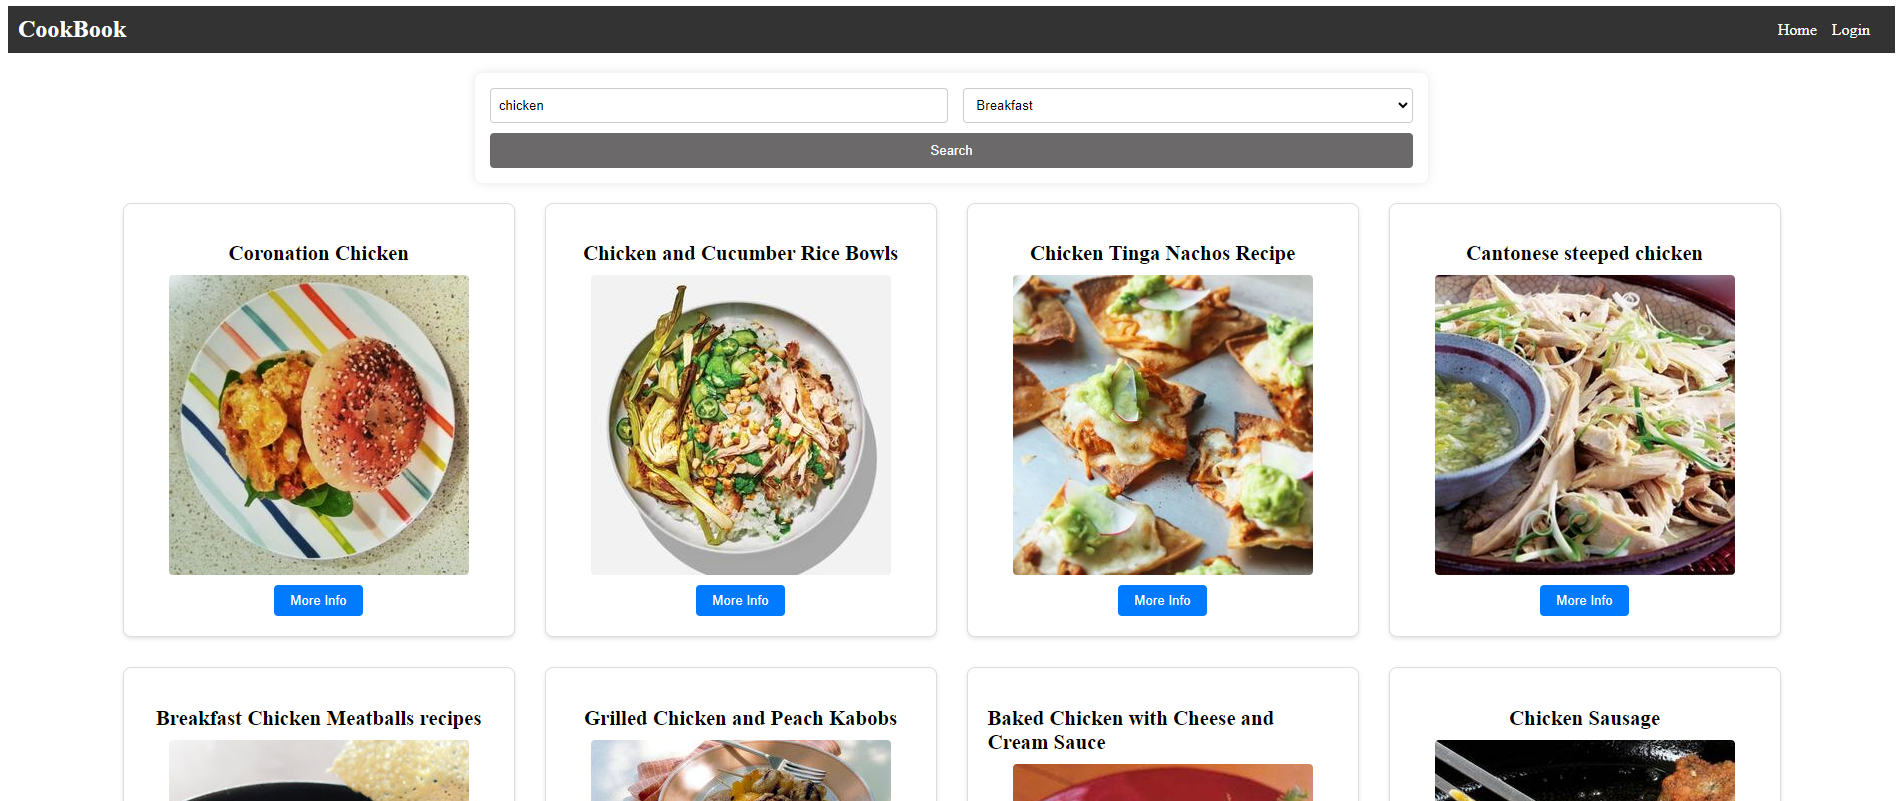 CookBook
Home Login
chicken
Breakfast
Search
Coronation Chicken
Chicken and Cucumber Rice Bowls
Chicken Tinga Nachos Recipe
Cantonese steeped chicken
More Info
More Info
More Info
More Info
Breakfast Chicken Meatballs recipes
Grilled Chicken and Peach Kabobs
Baked Chicken with Cheese and
Cream Sauce
Chicken Sausage